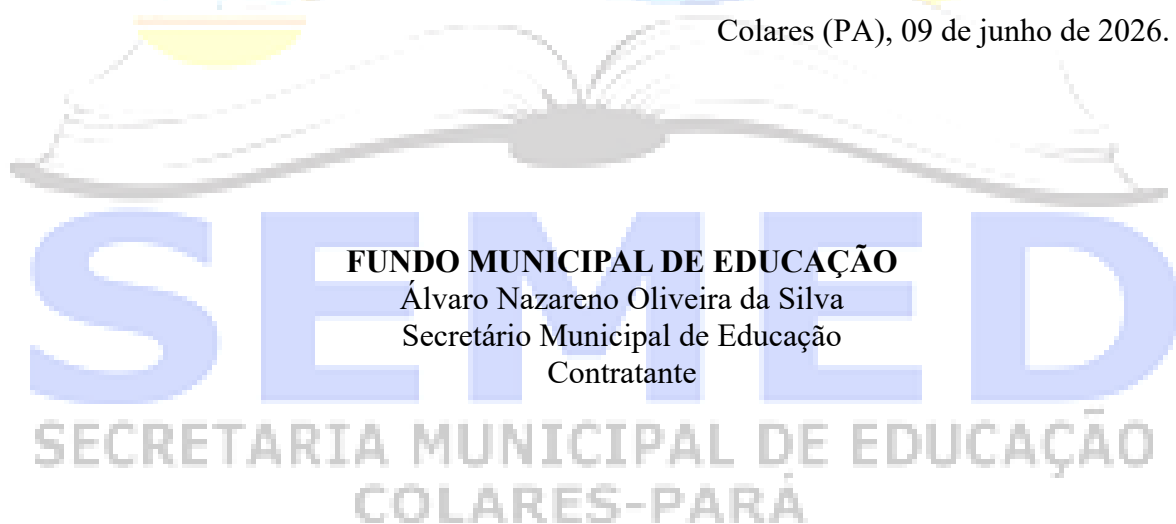 Colares (PA), 09 de junho de 2026.
FUNDO MUNICIPAL DE EDUCAÇÃO
Álvaro Nazareno Oliveira da Silva
Secretário Municipal de Educação
Contratante
SEMED
SECRETARIA MUNICIPAL DE EDUCAÇÃO
COLARES-PARÁ